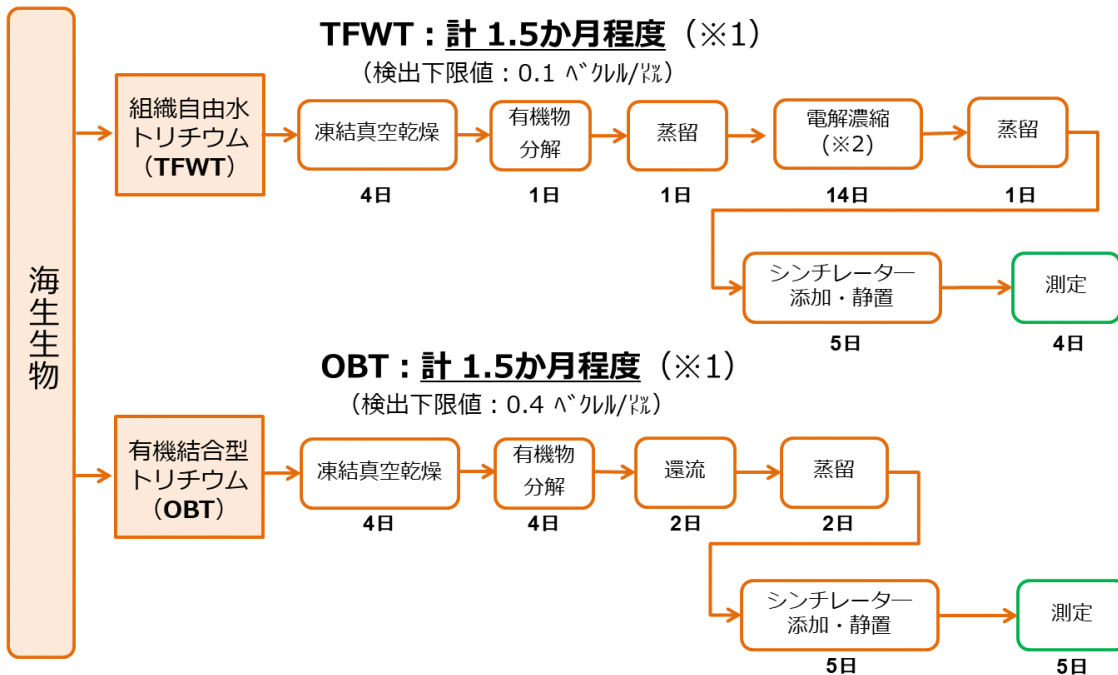 TFWT:計 1.5か月程度(※1)
(検出下限値:0.1 ベクレル/リットル)
組織自由水
トリチウム
(TFWT)
凍結真空乾燥
4日
有機物
分解
1日
蒸留
1日
電解濃縮
(※2)
14日
蒸留
1日
シンチレーター
添加・静置
5日
測定
4日
海生生物
OBT:計 1.5か月程度(※1)
(検出下限値:0.4 ベクレル/リットル)
有機結合型
トリチウム
(OBT)
凍結真空乾燥
4日
有機物
分解
4日
還流
2日
蒸留
2日
シンチレーター
添加・静置
5日
測定
5日